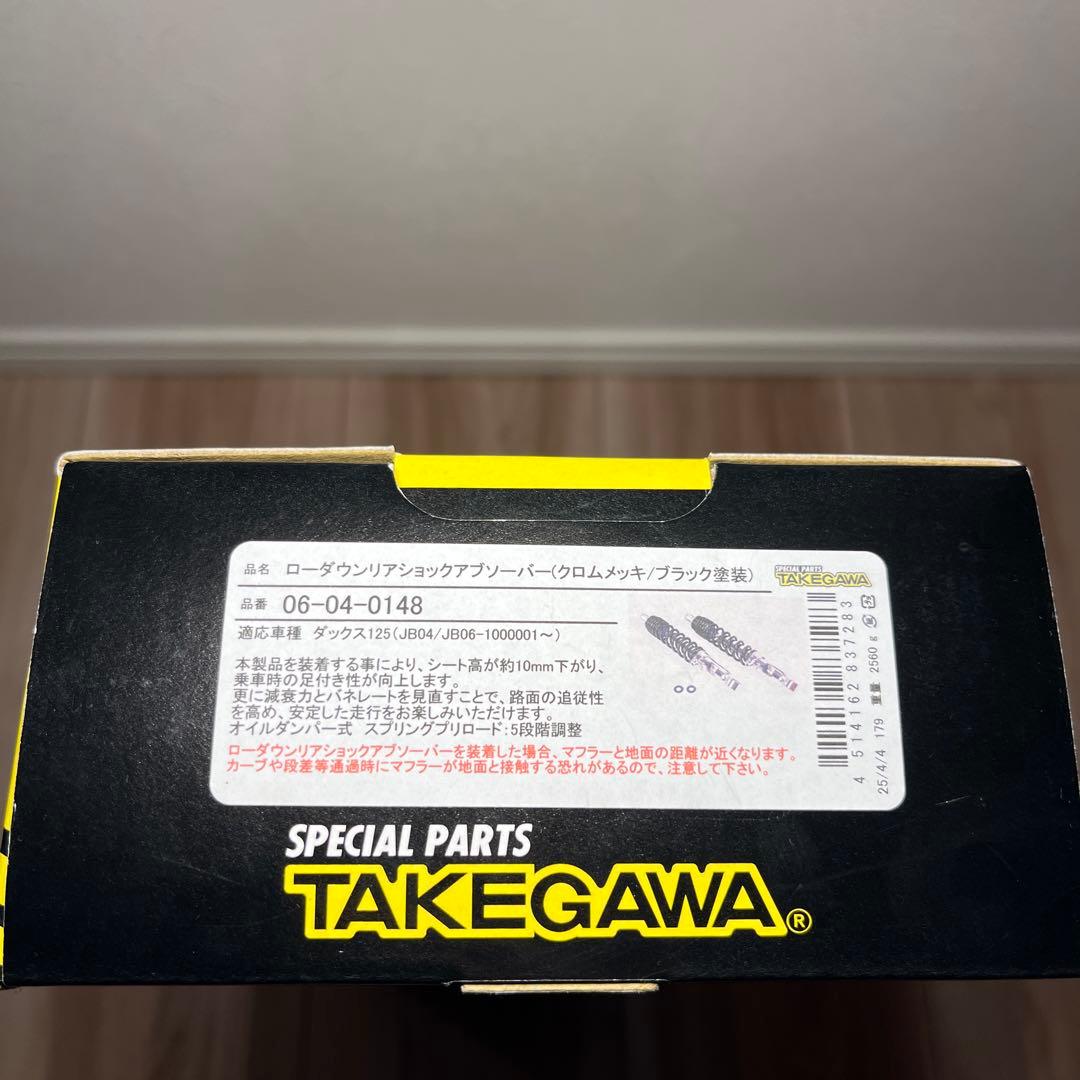 品名 ローダウンリアショックアブソーバー(クロムメッキ/ブラック塗装)
SPECIAL PARTS
TAKEGAWA
品番 06-04-0148
適応車種 ダックス125(JB04/JB06-1000001~)
本製品を装着する事により、シート高が約10mm下がり、
乗車時の足付き性が向上します。
更に減衰力とバネレートを見直すことで、路面の追従性
を高め、安定した走行をお楽しみいただけます。
オイルダンパー式 スプリングプリロード:5段階調整
ローダウンリアショックアブソーバーを装着した場合、マフラーと地面の距離が近くなります。
カーブや段差等通過時にマフラーが地面と接触する恐れがあるので、注意して下さい。
4 514162 837283
25/4/4 179 重量 2560 g
SPECIAL PARTS
TAKEGAWA®